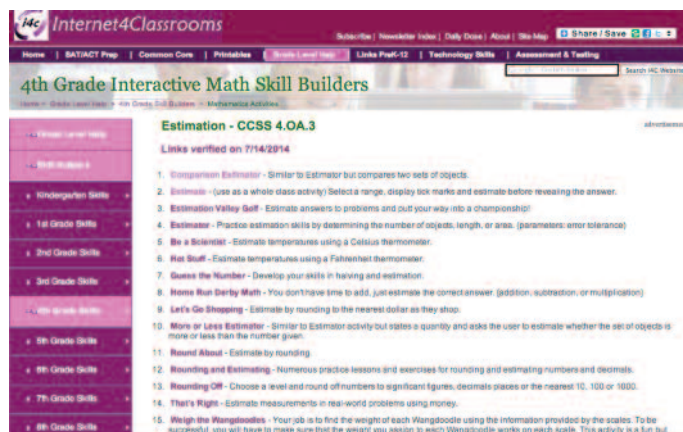 i4c Internet4Classrooms
Subscribe | Newsletter Index | Daily Dose | About | Site Map Share / Save
Home | SAT/ACT Prep | Common Core | Printables | Grade Level Help | Links PreK-12 | Technology Skills | Assessment & Testing
Search I4C Website
4th Grade Interactive Math Skill Builders
Home > Grade Level Help > 4th Grade Skill Builders > Mathematics Activities
Estimation - CCSS 4.OA.3
advertisement
Links verified on 7/14/2014
Grade Level Help
Skill Builders
Kindergarten Skills
1st Grade Skills
2nd Grade Skills
3rd Grade Skills
4th Grade Skills
5th Grade Skills
6th Grade Skills
7th Grade Skills
8th Grade Skills
1. Comparison Estimator - Similar to Estimator but compares two sets of objects.
2. Estimate - (use as a whole class activity) Select a range, display tick marks and estimate before revealing the answer.
3. Estimation Valley Golf - Estimate answers to problems and putt your way into a championship!
4. Estimator - Practice estimation skills by determining the number of objects, length, or area. (parameters: error tolerance)
5. Be a Scientist - Estimate temperatures using a Celsius thermometer.
6. Hot Stuff - Estimate temperatures using a Fahrenheit thermometer.
7. Guess the Number - Develop your skills in halving and estimation.
8. Home Run Derby Math - You don't have time to add, just estimate the correct answer. (addition, subtraction, or multiplication)
9. Let's Go Shopping - Estimate by rounding to the nearest dollar as they shop.
10. More or Less Estimator - Similar to Estimator activity but states a quantity and asks the user to estimate whether the set of objects is
more or less than the number given.
11. Round About - Estimate by rounding
12. Rounding and Estimating - Numerous practice lessons and exercises for rounding and estimating numbers and decimals.
13. Rounding Off - Choose a level and round off numbers to significant figures, decimals places or the nearest 10, 100 or 1000.
14. That's Right - Estimate measurements in real-world problems using money.
15. Weigh the Wangdoodles - Your job is to find the weight of each Wangdoodle using the information provided by the scales. To be
successful, you will have to make sure that the weight you assign to each Wangdoodle works on each scale. This activity is a fun but